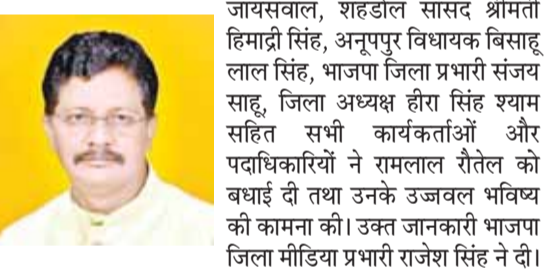 जायसवाल, शहडोल सांसद श्रीमती
हिमाद्री सिंह, अनूपपुर विधायक बिसाहू
लाल सिंह, भाजपा जिला प्रभारी संजय
साहू, जिला अध्यक्ष हीरा सिंह श्याम
सहित सभी कार्यकर्ताओं और
पदाधिकारियों ने रामलाल रौतेल को
बधाई दी तथा उनके उज्जवल भविष्य
की कामना की। उक्त जानकारी भाजपा
जिला मीडिया प्रभारी राजेश सिंह ने दी।